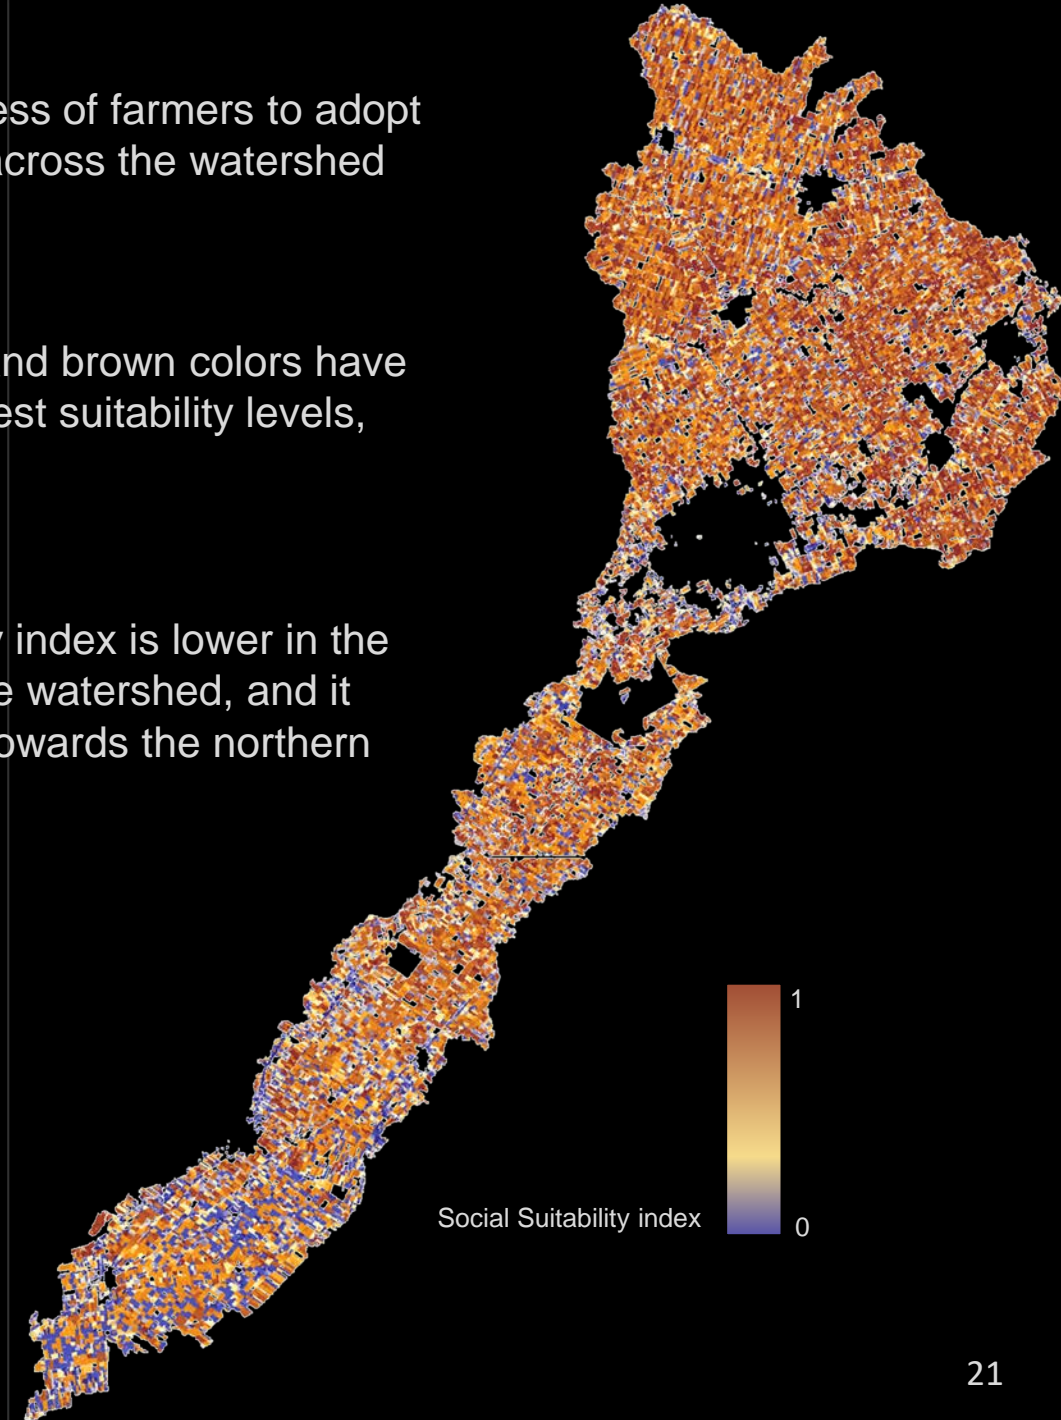 ess of farmers to adopt
across the watershed
nd brown colors have
est suitability levels,
y index is lower in the
e watershed, and it
owards the northern
1
Social Suitability index
0
21